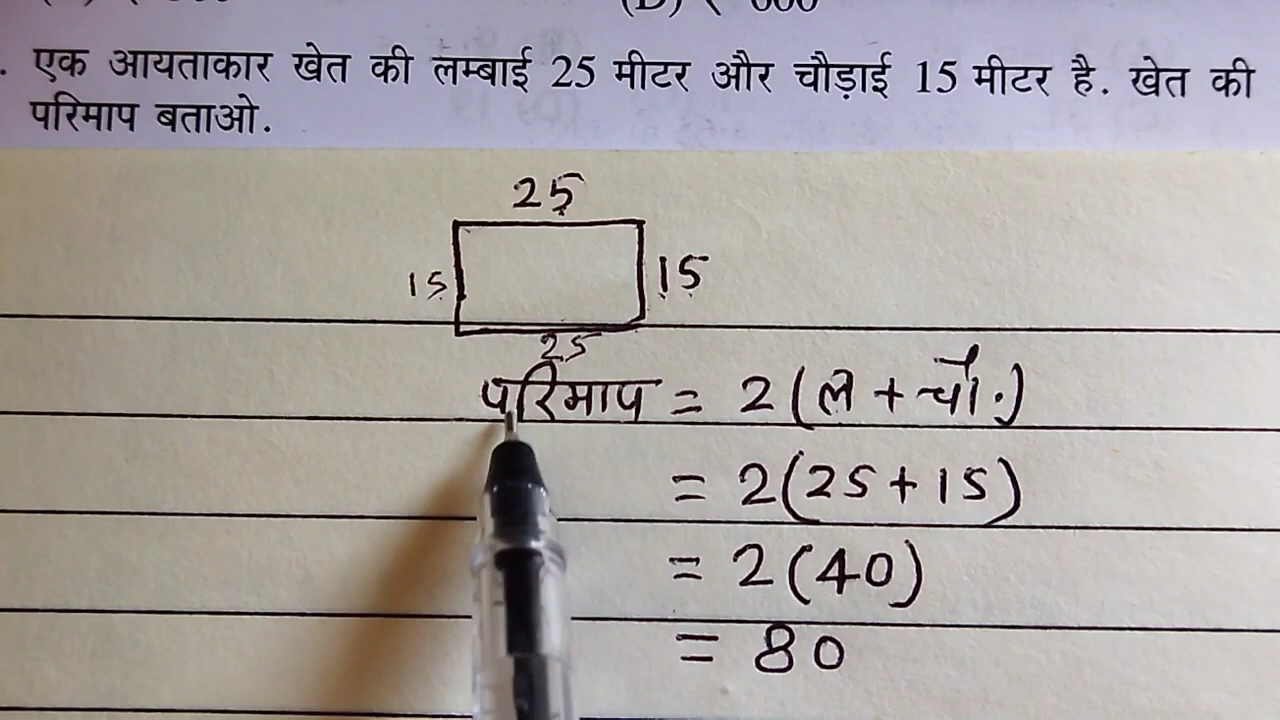 एक आयताकार खेत की लम्बाई 25 मीटर और चौड़ाई 15 मीटर है. खेत की
परिमाप बताओ.
25
15
15
25
परिमाप = 2 (ल + चौ.)
= 2(25+15)
= 2 (40)
= 80